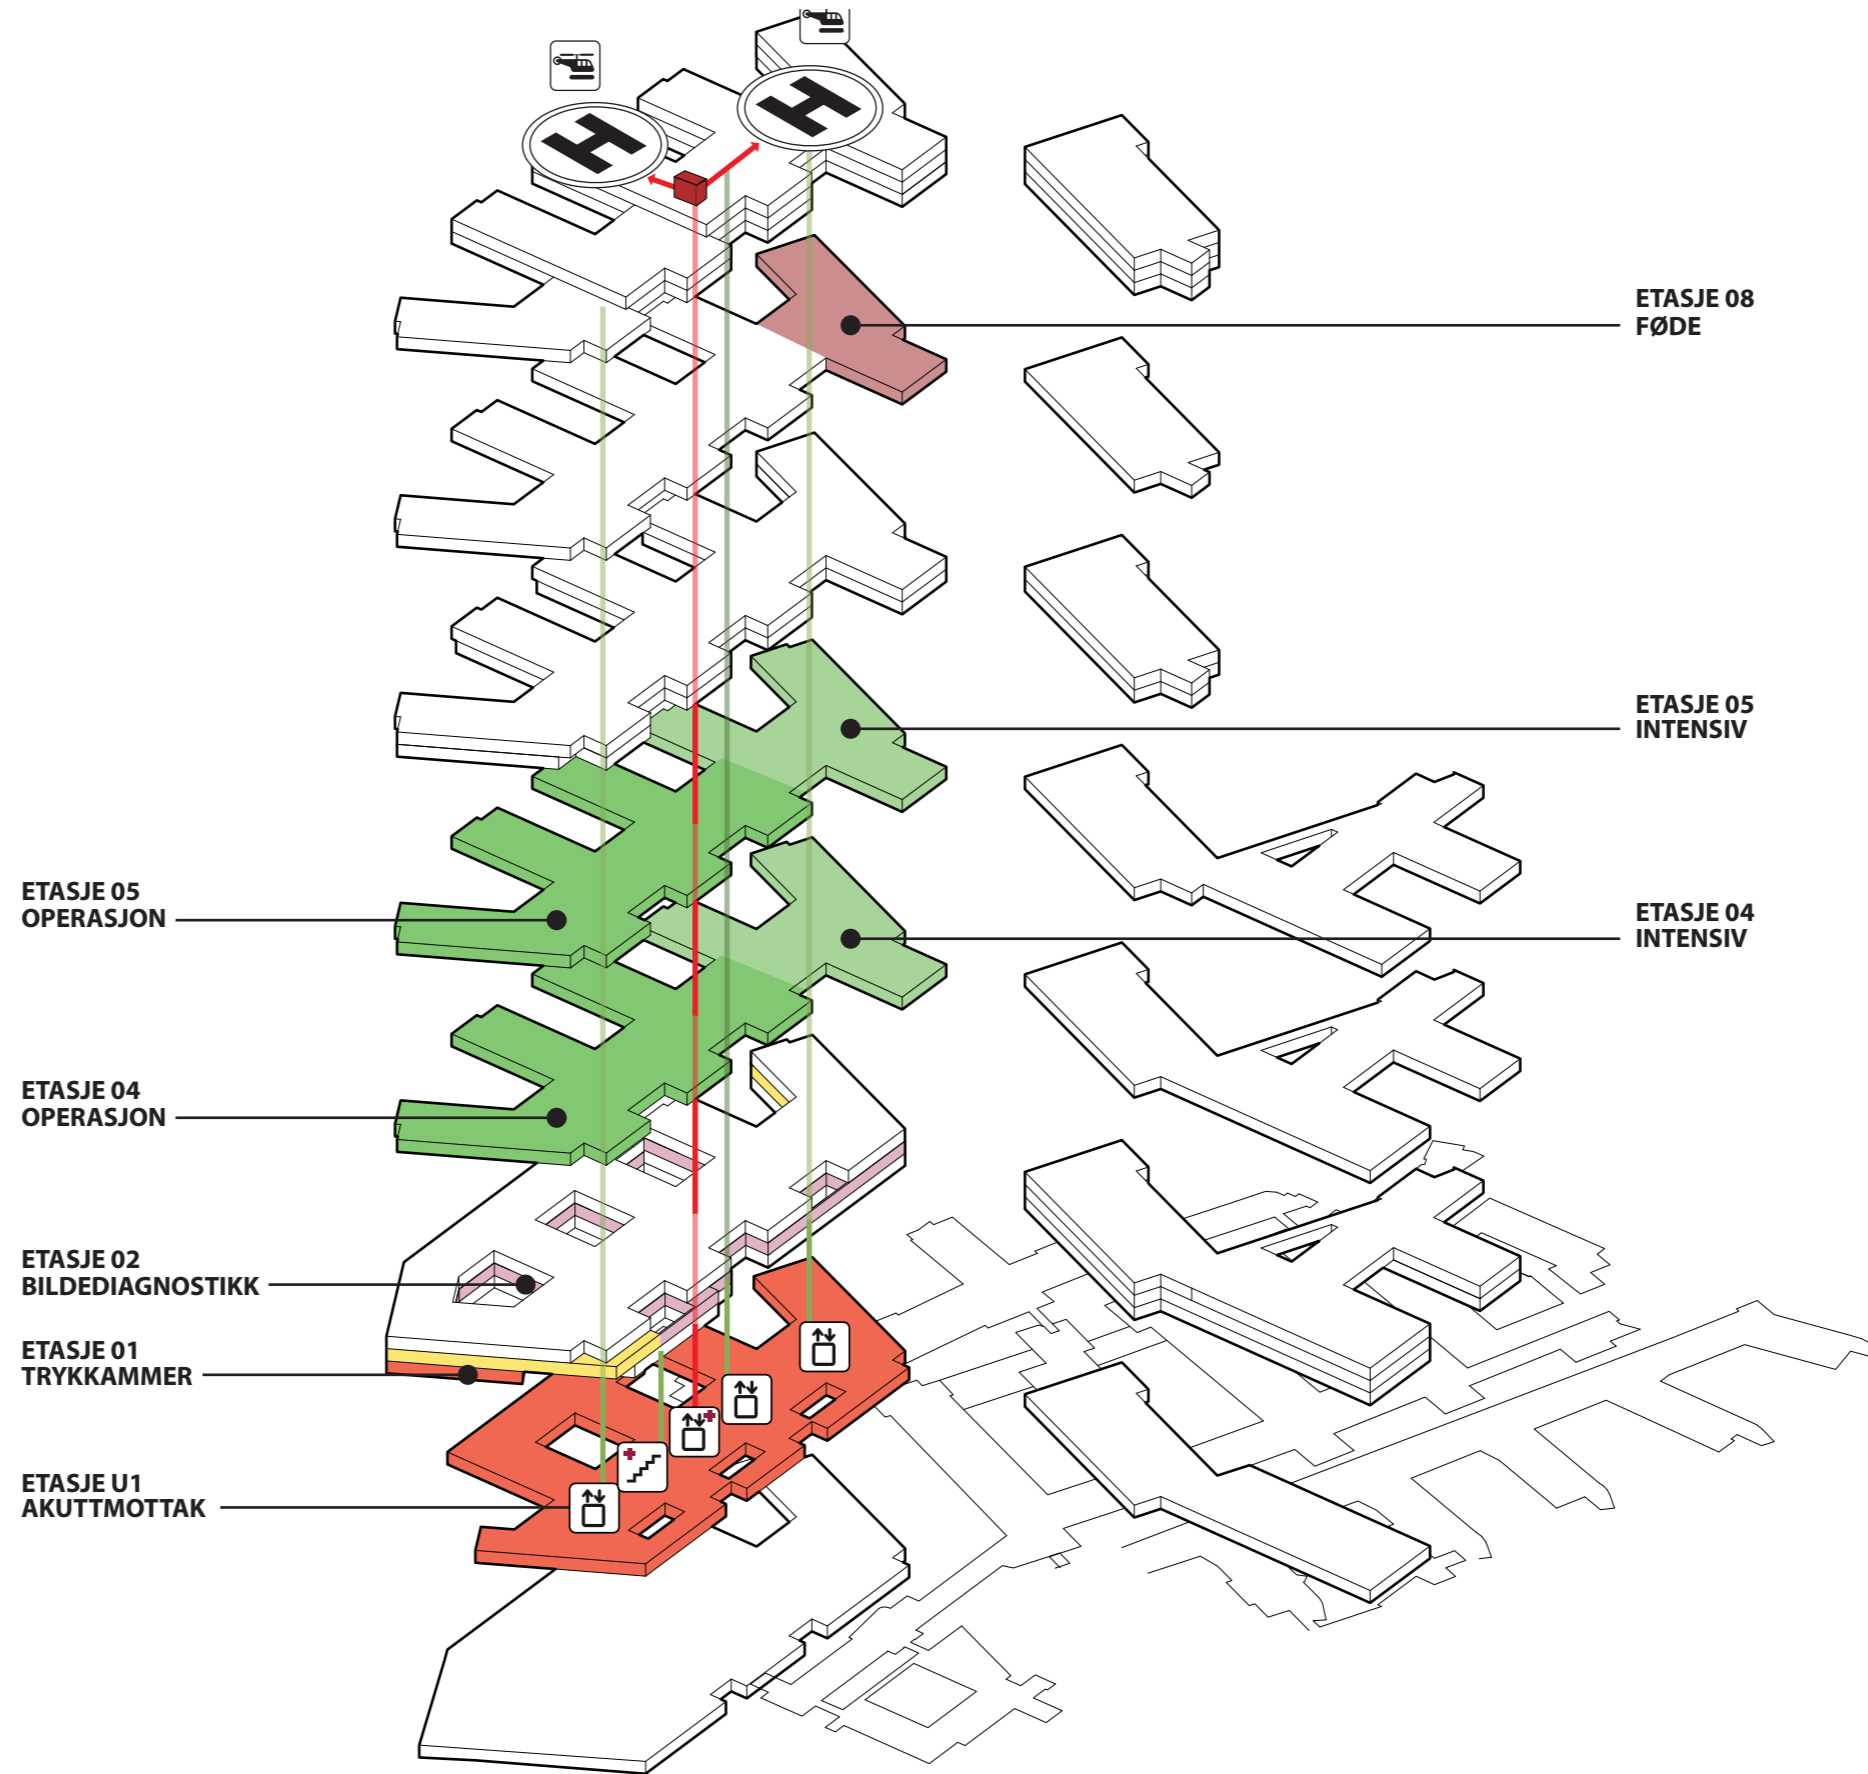 H
H
ETASJE 08
FØDE
ETASJE 05
INTENSIV
ETASJE 05
OPERASJON
ETASJE 04
INTENSIV
ETASJE 04
OPERASJON
ETASJE 02
BILDEDIAGNOSTIKK
ETASJE 01
TRYKKAMMER
ETASJE U1
AKUTTMOTTAK